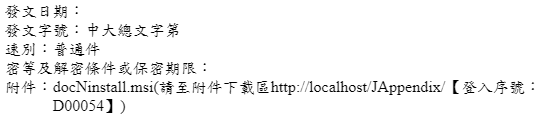 發文日期：
發文字號：中大總文字第
速別：普通件
密等及解密條件或保密期限：
附件：docNinstall.msi(請至附件下載區http://localhost/JAppendix/【登入序號：
D00054】)